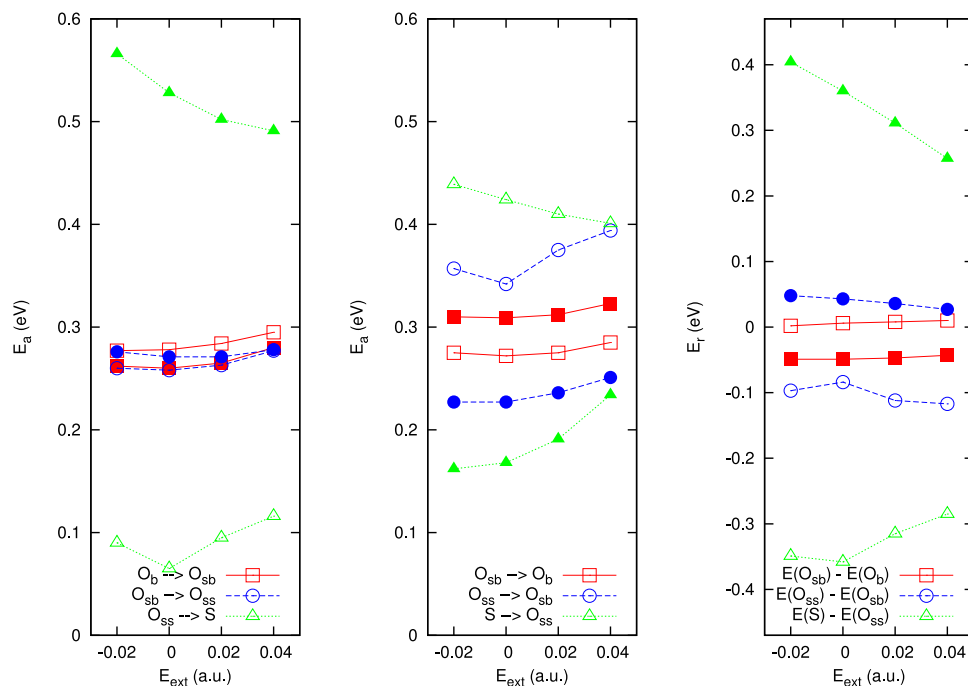 0.6
0.5
0.4
0.3
0.2
0.1
0
E_a (eV)
-0.02 0 0.02 0.04
E_ext (a.u.)
O_b --> O_sb
O_sb --> O_ss
O_ss --> S
0.6
0.5
0.4
0.3
0.2
0.1
0
E_a (eV)
-0.02 0 0.02 0.04
E_ext (a.u.)
O_sb --> O_b
O_ss --> O_sb
S --> O_ss
0.4
0.3
0.2
0.1
0
-0.1
-0.2
-0.3
-0.4
E_r (eV)
-0.02 0 0.02 0.04
E_ext (a.u.)
E(O_sb) - E(O_b)
E(O_ss) - E(O_sb)
E(S) - E(O_ss)